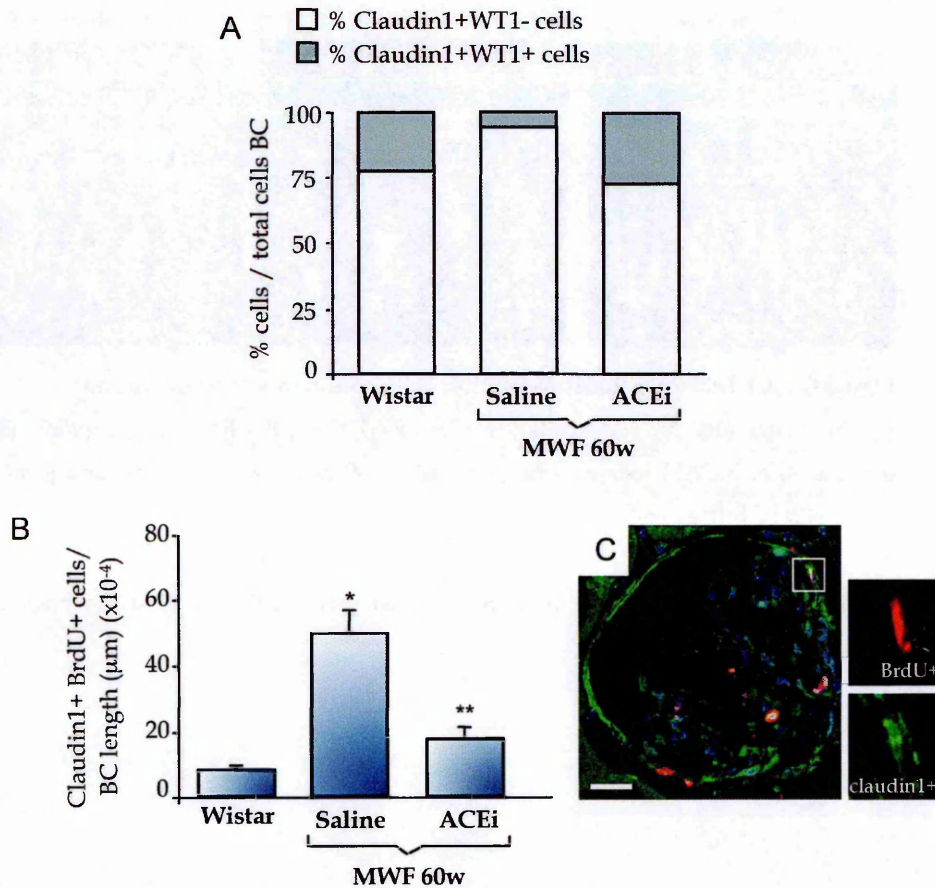 A
% Claudin1+WT1- cells
% Claudin1+WT1+ cells
% cells / total cells BC
100
75
50
25
0
Wistar
Saline
ACEi
MWF 60w
B
Claudin1+ BrdU+ cells/
BC length (µm) (x10⁻⁴)
80
60
40
20
0
*
**
Wistar
Saline
ACEi
MWF 60w
C
BrdU+
claudin1+